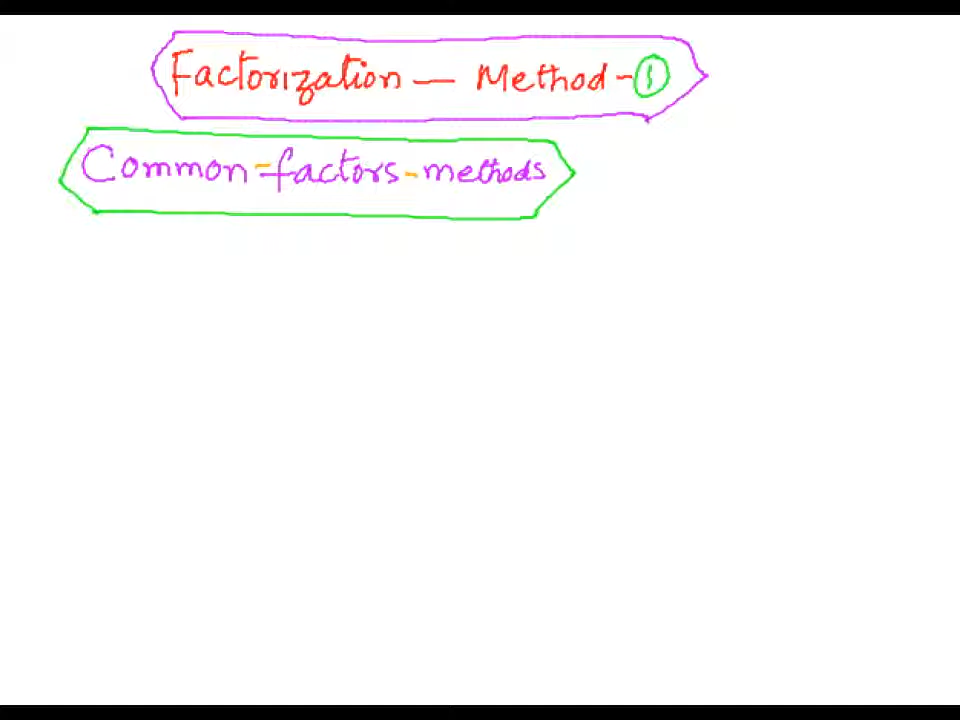 Factorization — Method - 1
Common - factors - methods